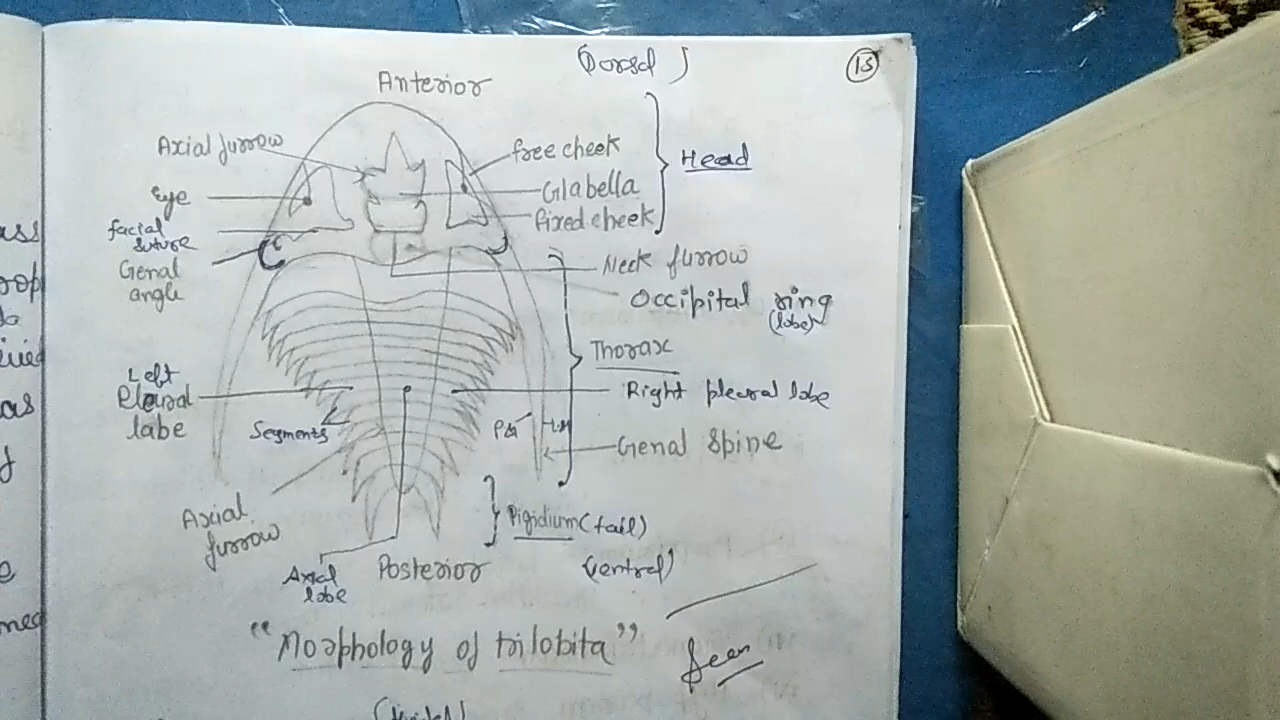 (Dorsal)
15
Anterior
Axial furrow
free cheek
Head
Eye
Glabella
facial
suture
fixed cheek
Genal
angle
Neck furrow
Occipital ring
(lobe)
Thorax
Left
Pleural
labe
Right pleural lobe
Segments
Genal Spine
Axial
furrow
Pigidium (tail)
Axial
lobe
Posterior
(ventral)
"Morphology of trilobita"
Seen